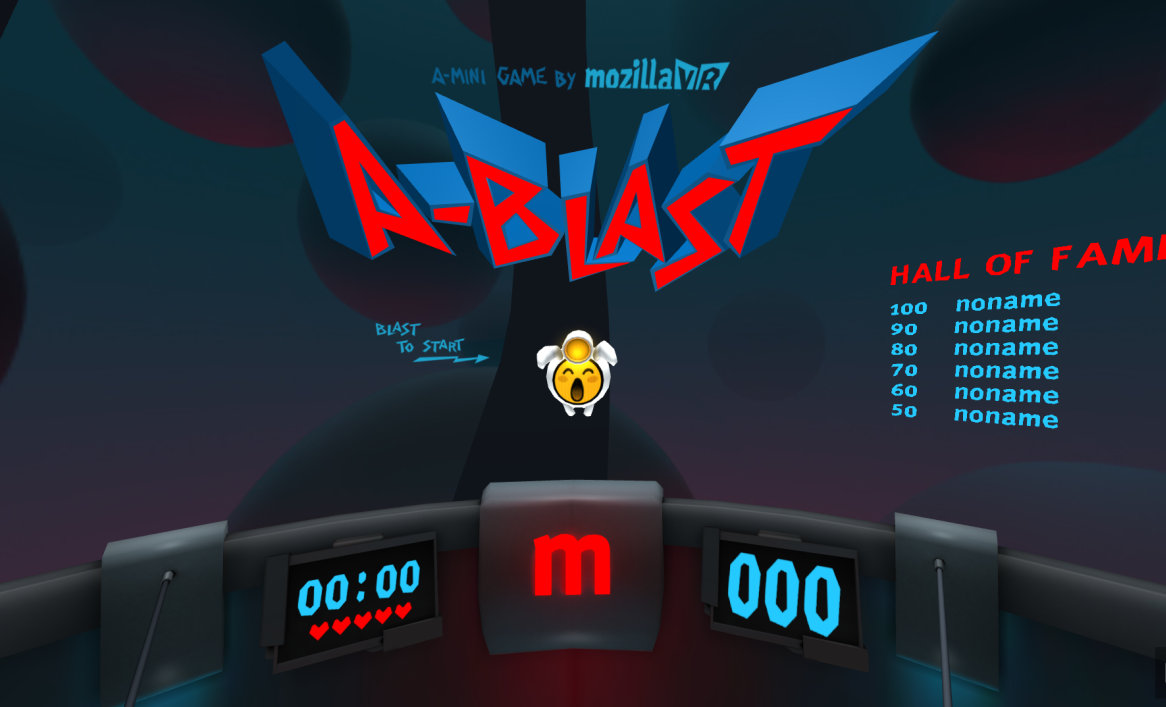 A-MINI GAME BY mozillaVR
A-BLAST
HALL OF FAME
100 noname
90 noname
80 noname
70 noname
60 noname
50 noname
BLAST
TO START
00:00
m
000